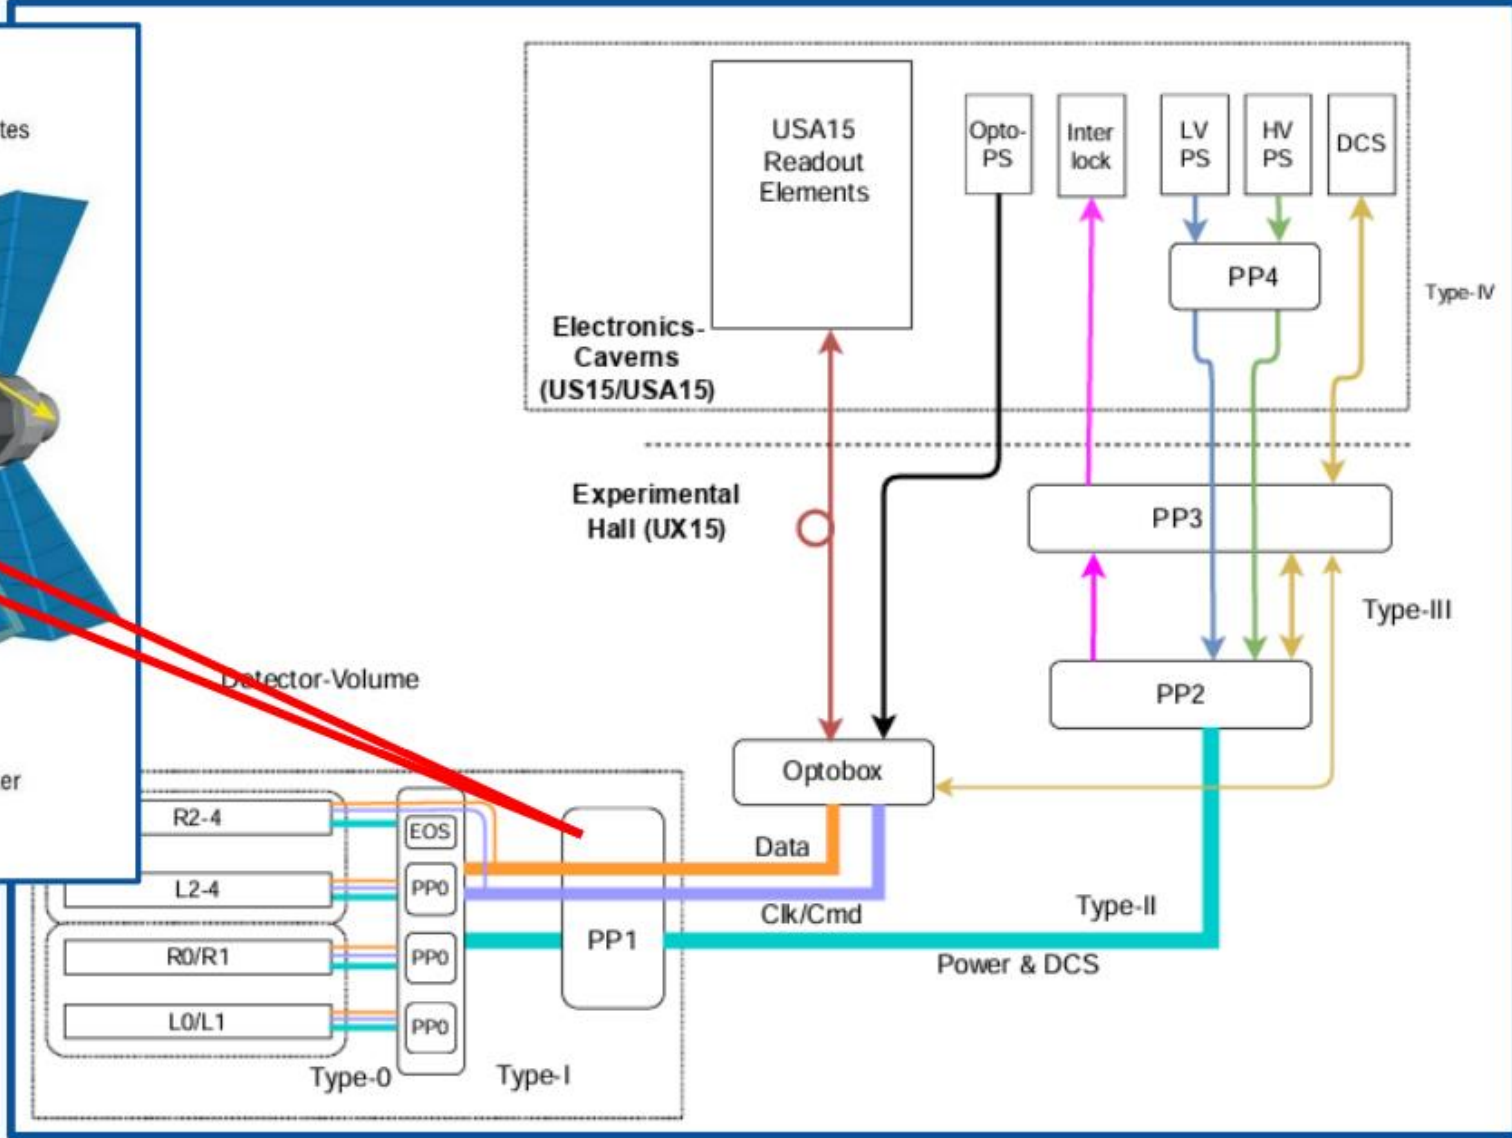 tes
er
USA15
Readout
Elements
Opto-
PS
Inter
lock
LV
PS
HV
PS
DCS
PP4
Type-IV
Electronics-
Caverns
(US15/USA15)
Experimental
Hall (UX15)
PP3
Type-III
PP2
Detector-Volume
Optobox
Data
Clk/Cmd
Type-II
Power & DCS
R2-4
EOS
L2-4
PP0
PP1
R0/R1
PP0
L0/L1
PP0
Type-0
Type-I